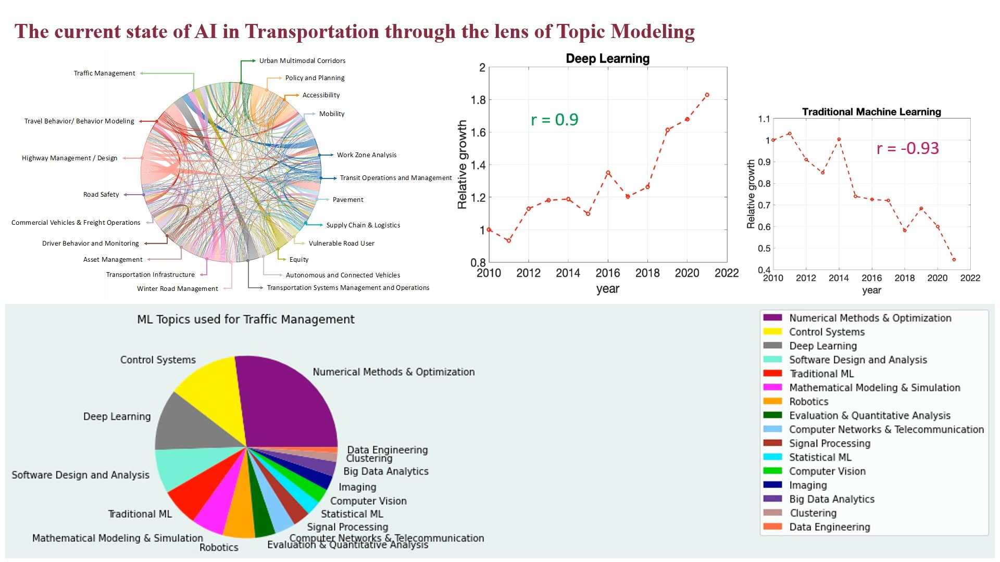 The current state of AI in Transportation through the lens of Topic Modeling
Urban Multimodal Corridors
Traffic Management
Policy and Planning
Accessibility
Mobility
Travel Behavior/ Behavior Modeling
Highway Management / Design
Work Zone Analysis
Transit Operations and Management
Road Safety
Pavement
Commercial Vehicles & Freight Operations
Supply Chain & Logistics
Driver Behavior and Monitoring
Vulnerable Road User
Asset Management
Equity
Transportation Infrastructure
Autonomous and Connected Vehicles
Winter Road Management
Transportation Systems Management and Operations
Deep Learning
2
1.8
1.6
1.4
1.2
1
0.8
Relative growth
r = 0.9
2010 2012 2014 2016 2018 2020 2022
year
Traditional Machine Learning
1.1
1
0.9
0.8
0.7
0.6
0.5
0.4
Relative growth
r = -0.93
2010 2012 2014 2016 2018 2020 2022
year
ML Topics used for Traffic Management
Control Systems
Numerical Methods & Optimization
Deep Learning
Data Engineering
Clustering
Big Data Analytics
Software Design and Analysis
Imaging
Computer Vision
Traditional ML
Statistical ML
Signal Processing
Mathematical Modeling & Simulation
Computer Networks & Telecommunication
Robotics
Evaluation & Quantitative Analysis
Numerical Methods & Optimization
Control Systems
Deep Learning
Software Design and Analysis
Traditional ML
Mathematical Modeling & Simulation
Robotics
Evaluation & Quantitative Analysis
Computer Networks & Telecommunication
Signal Processing
Statistical ML
Computer Vision
Imaging
Big Data Analytics
Clustering
Data Engineering